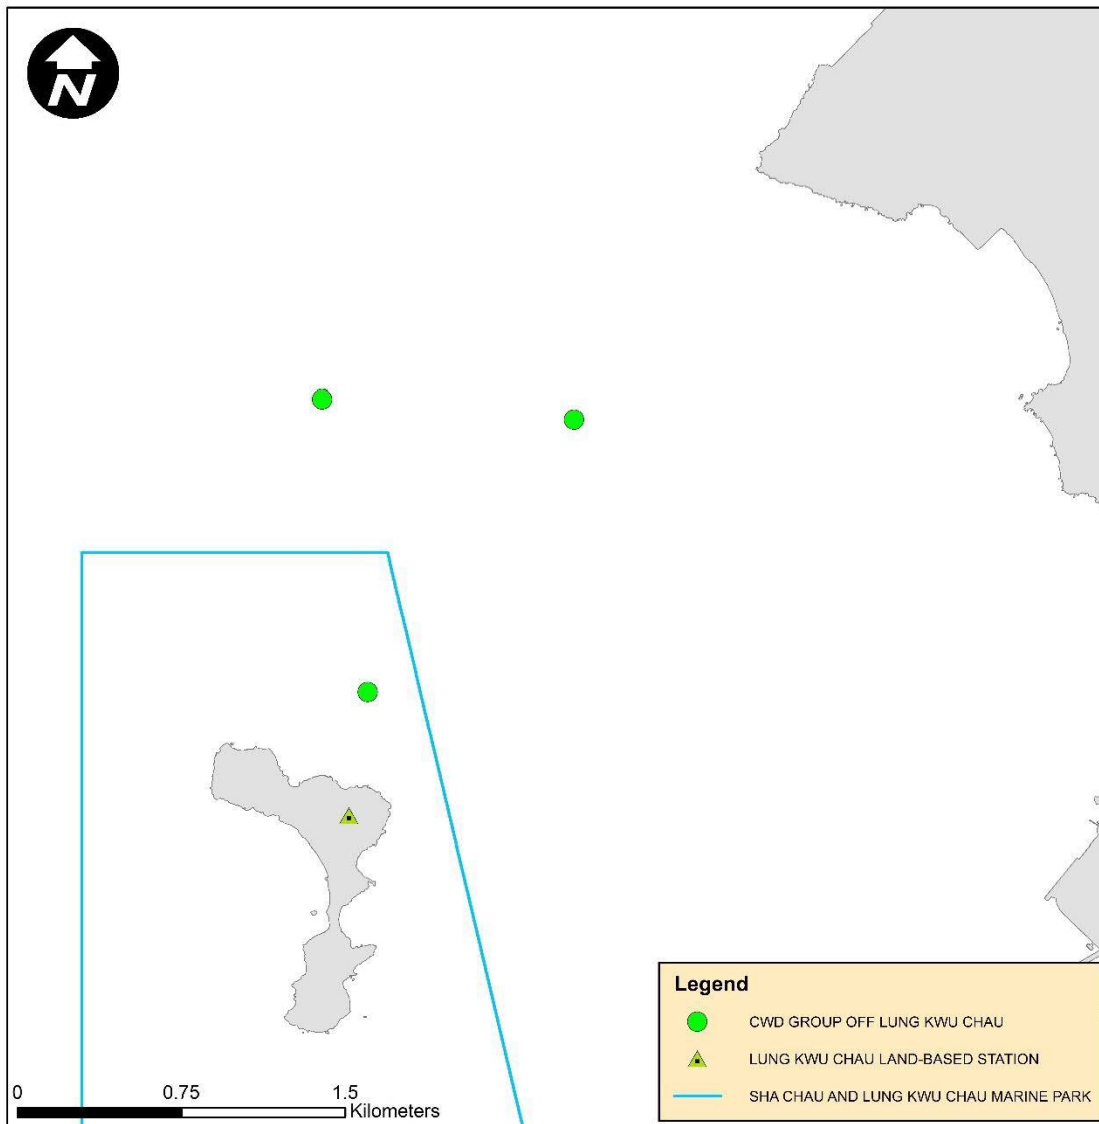 N
Legend
CWD GROUP OFF LUNG KWU CHAU
LUNG KWU CHAU LAND-BASED STATION
SHA CHAU AND LUNG KWU CHAU MARINE PARK
0 0.75 1.5
Kilometers